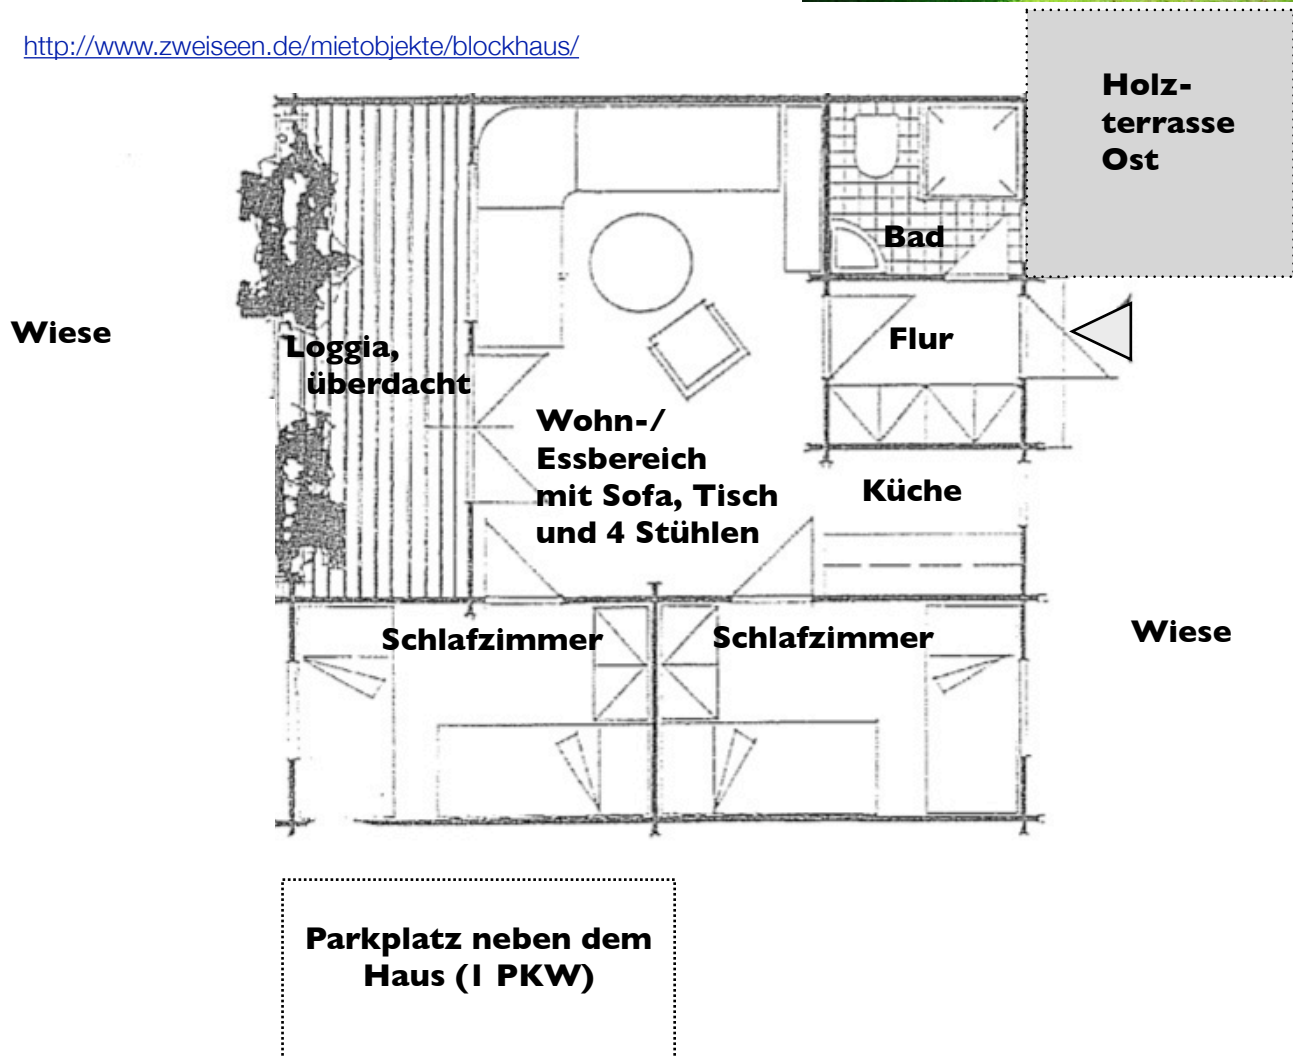 http://www.zweiseen.de/mietobjekte/blockhaus/
Holz-
terrasse
Ost
Bad
Wiese
Flur
Loggia,
überdacht
Wohn-/
Essbereich
mit Sofa, Tisch
und 4 Stühlen
Küche
Schlafzimmer
Schlafzimmer
Wiese
Parkplatz neben dem
Haus (1 PKW)